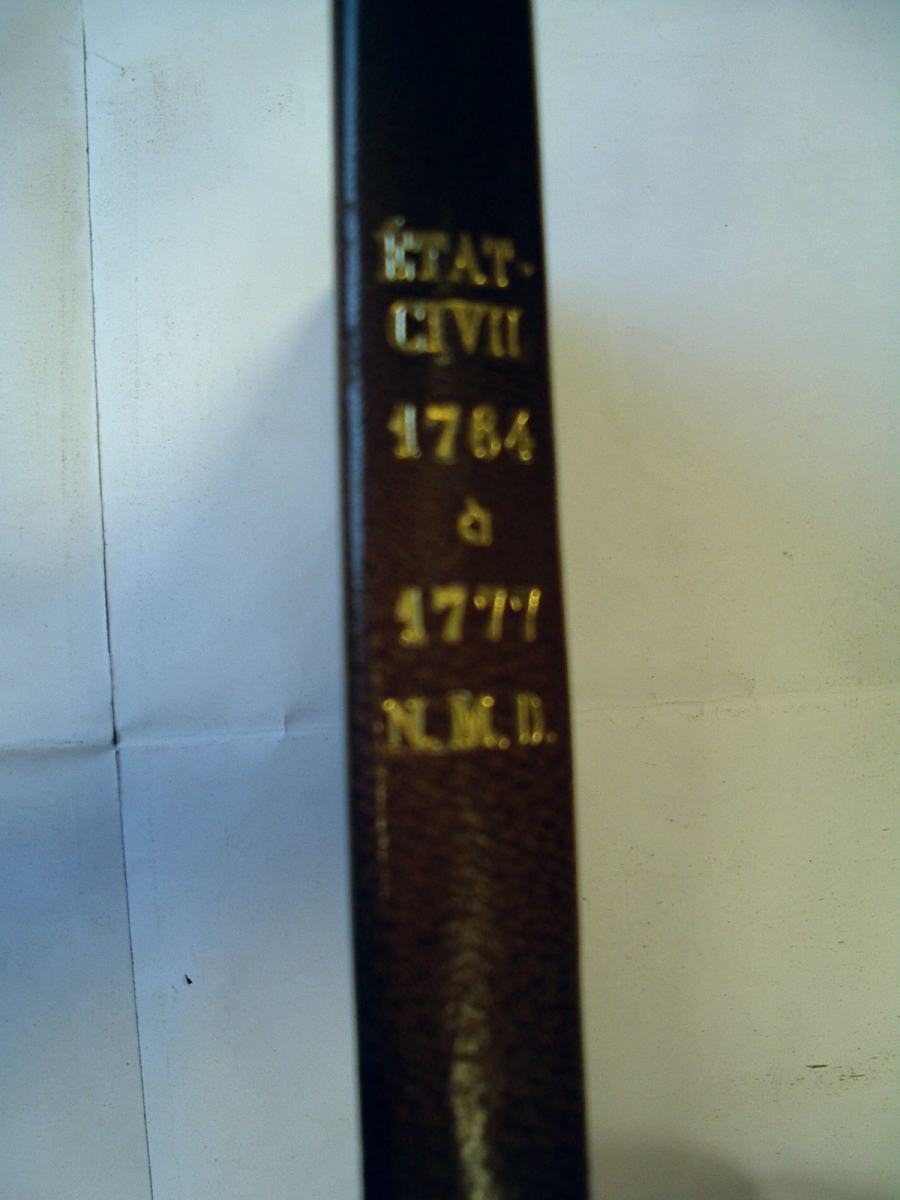 ÉTAT-
CIVIL
1764
à
1777
N.M.D.